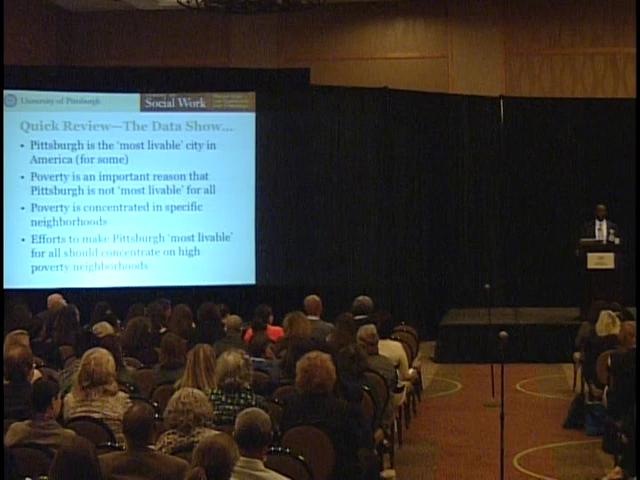 University of Pittsburgh
Social Work
Quick Review—The Data Show...
• Pittsburgh is the 'most livable' city in
America (for some)
• Poverty is an important reason that
Pittsburgh is not 'most livable' for all
• Poverty is concentrated in specific
neighborhoods
• Efforts to make Pittsburgh 'most livable'
for all should concentrate on high
poverty neighborhoods